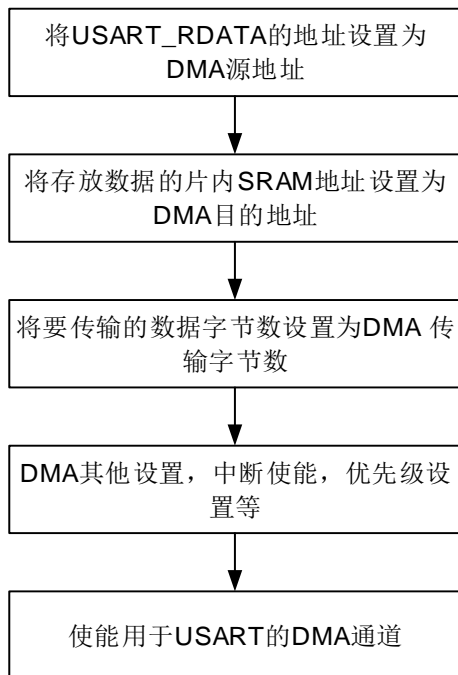 将USART_RDATA的地址设置为
DMA源地址
将存放数据的片内SRAM地址设置为
DMA目的地址
将要传输的数据字节数设置为DMA 传
输字节数
DMA其他设置，中断使能，优先级设
置等
使能用于USART的DMA通道